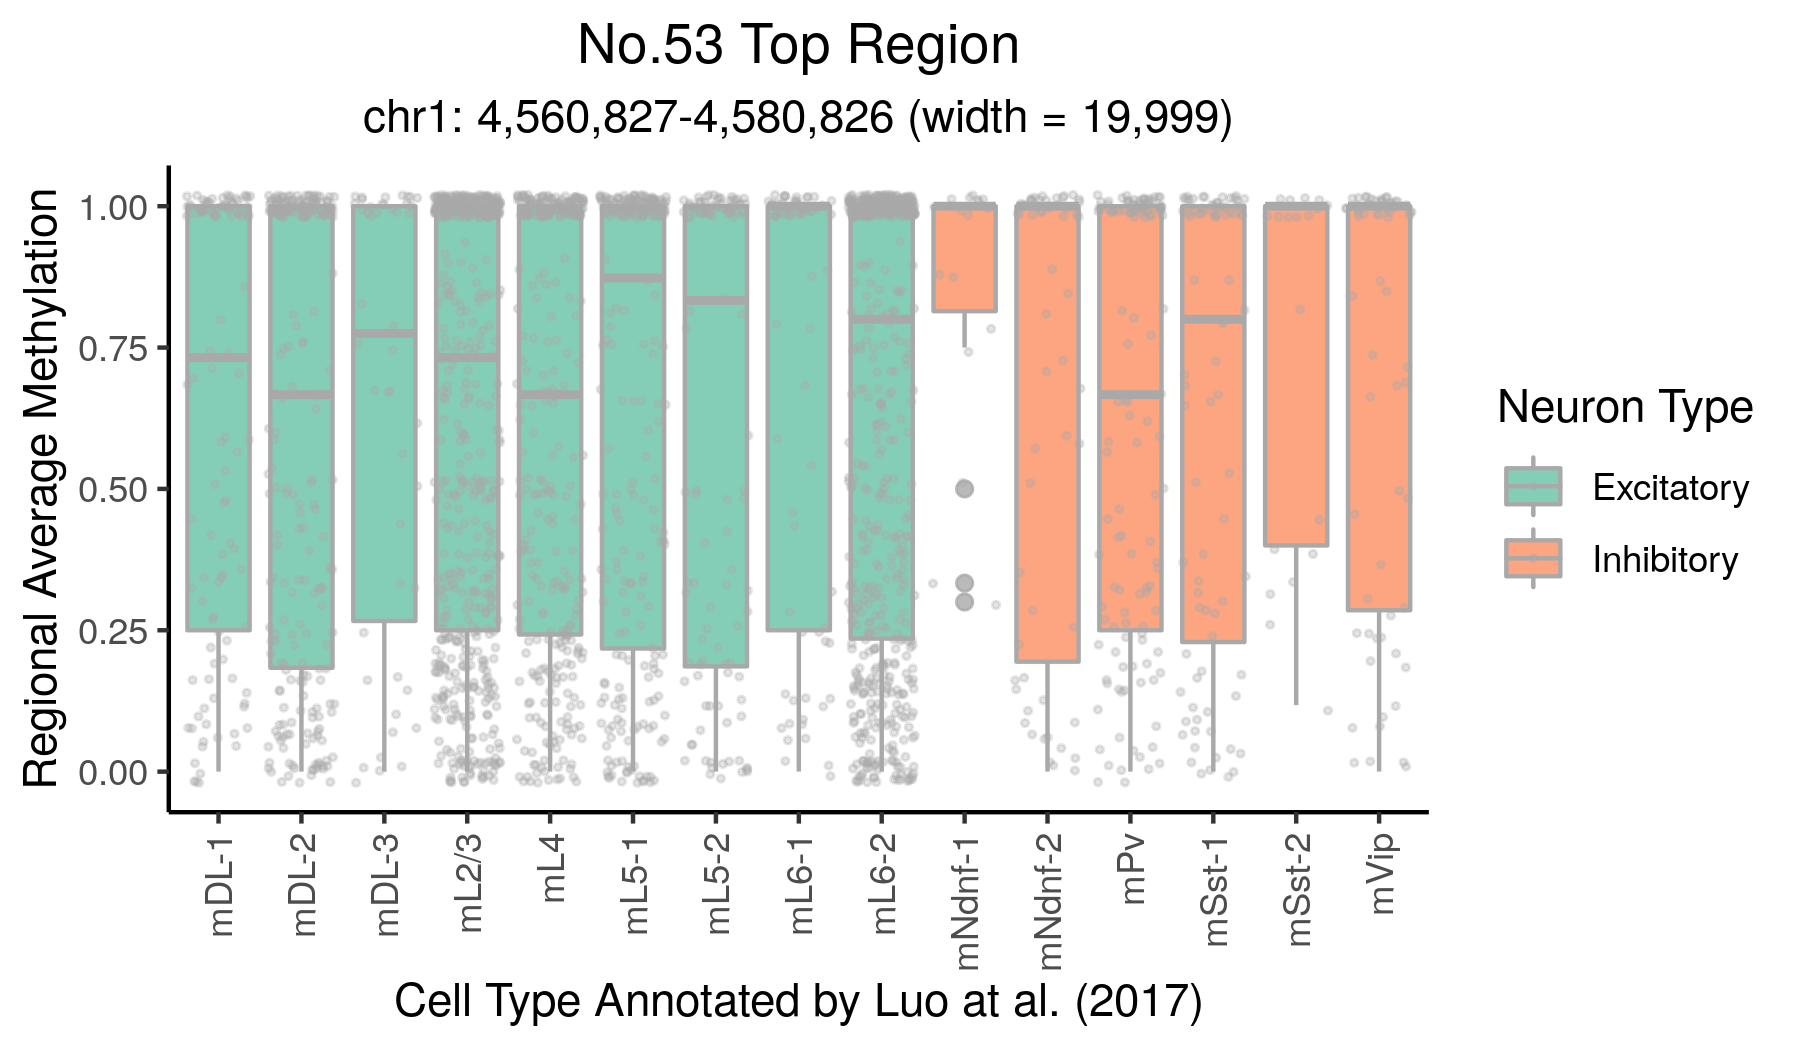 No.53 Top Region
chr1: 4,560,827-4,580,826 (width = 19,999)
Regional Average Methylation
1.00
0.75
0.50
0.25
0.00
mDL-1
mDL-2
mDL-3
mL2/3
mL4
mL5-1
mL5-2
mL6-1
mL6-2
mNdnf-1
mNdnf-2
mPv
mSst-1
mSst-2
mVip
Cell Type Annotated by Luo at al. (2017)
Neuron Type
Excitatory
Inhibitory